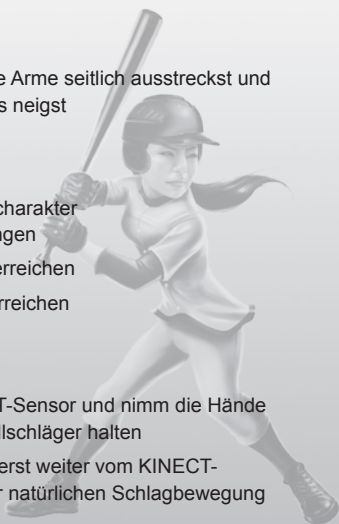 e Arme seitlich ausstreckst und
s neigst
charakter
ngen
erreichen
rreichen
T-Sensor und nimm die Hände
llschläger halten
erst weiter vom KINECT-
r natürlichen Schlagbewegung